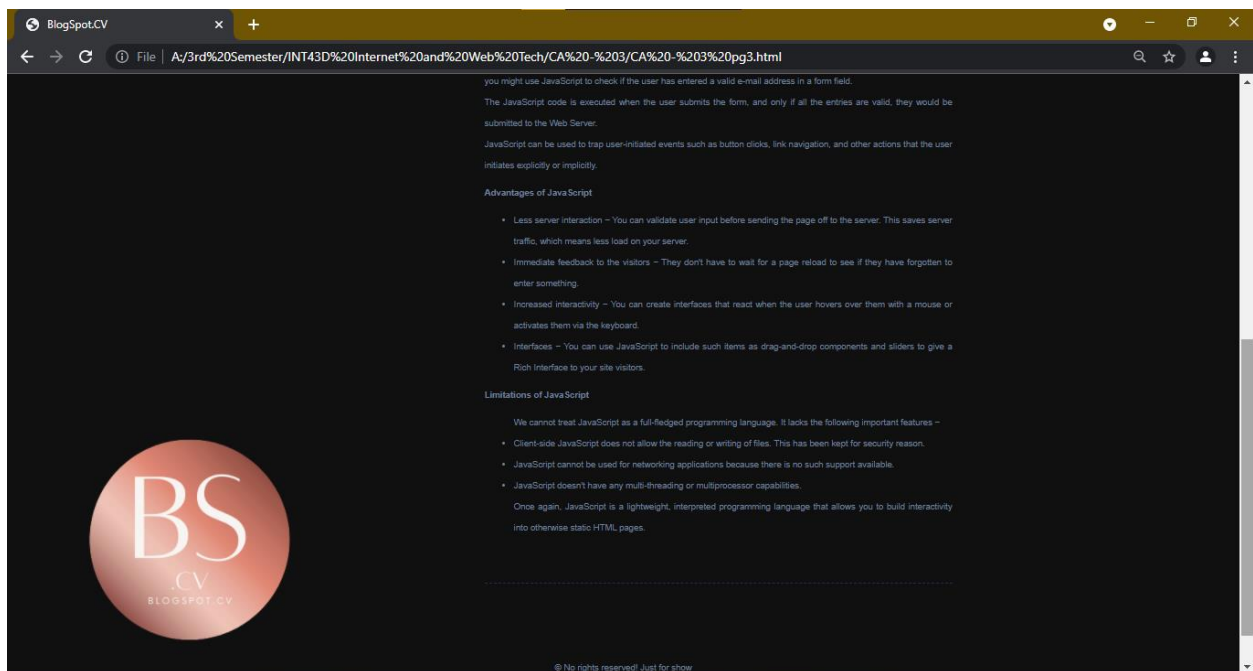 BlogSpot.CV
File
A:/3rd%20Semester/INT43D%20Internet%20and%20Web%20Tech/CA%20-%203/CA%20-%203%20pg3.html
you might use JavaScript to check if the user has entered a valid e-mail address in a form field.
The JavaScript code is executed when the user submits the form, and only if all the entries are valid, they would be
submitted to the Web Server.
JavaScript can be used to trap user-initiated events such as button clicks, link navigation, and other actions that the user
initiates explicitly or implicitly.
Advantages of JavaScript
• Less server interaction − You can validate user input before sending the page off to the server. This saves server
traffic, which means less load on your server.
• Immediate feedback to the visitors − They don't have to wait for a page reload to see if they have forgotten to
enter something.
• Increased interactivity − You can create interfaces that react when the user hovers over them with a mouse or
activates them via the keyboard.
• Interfaces − You can use JavaScript to include such items as drag-and-drop components and sliders to give a
Rich Interface to your site visitors.
Limitations of JavaScript
We cannot treat JavaScript as a full-fledged programming language. It lacks the following important features −
• Client-side JavaScript does not allow the reading or writing of files. This has been kept for security reason.
• JavaScript cannot be used for networking applications because there is no such support available.
• JavaScript doesn't have any multi-threading or multiprocessor capabilities.
Once again, JavaScript is a lightweight, interpreted programming language that allows you to build interactivity
into otherwise static HTML pages.
BS
.CV
BLOGSPOT.CV
© No rights reserved! Just for show